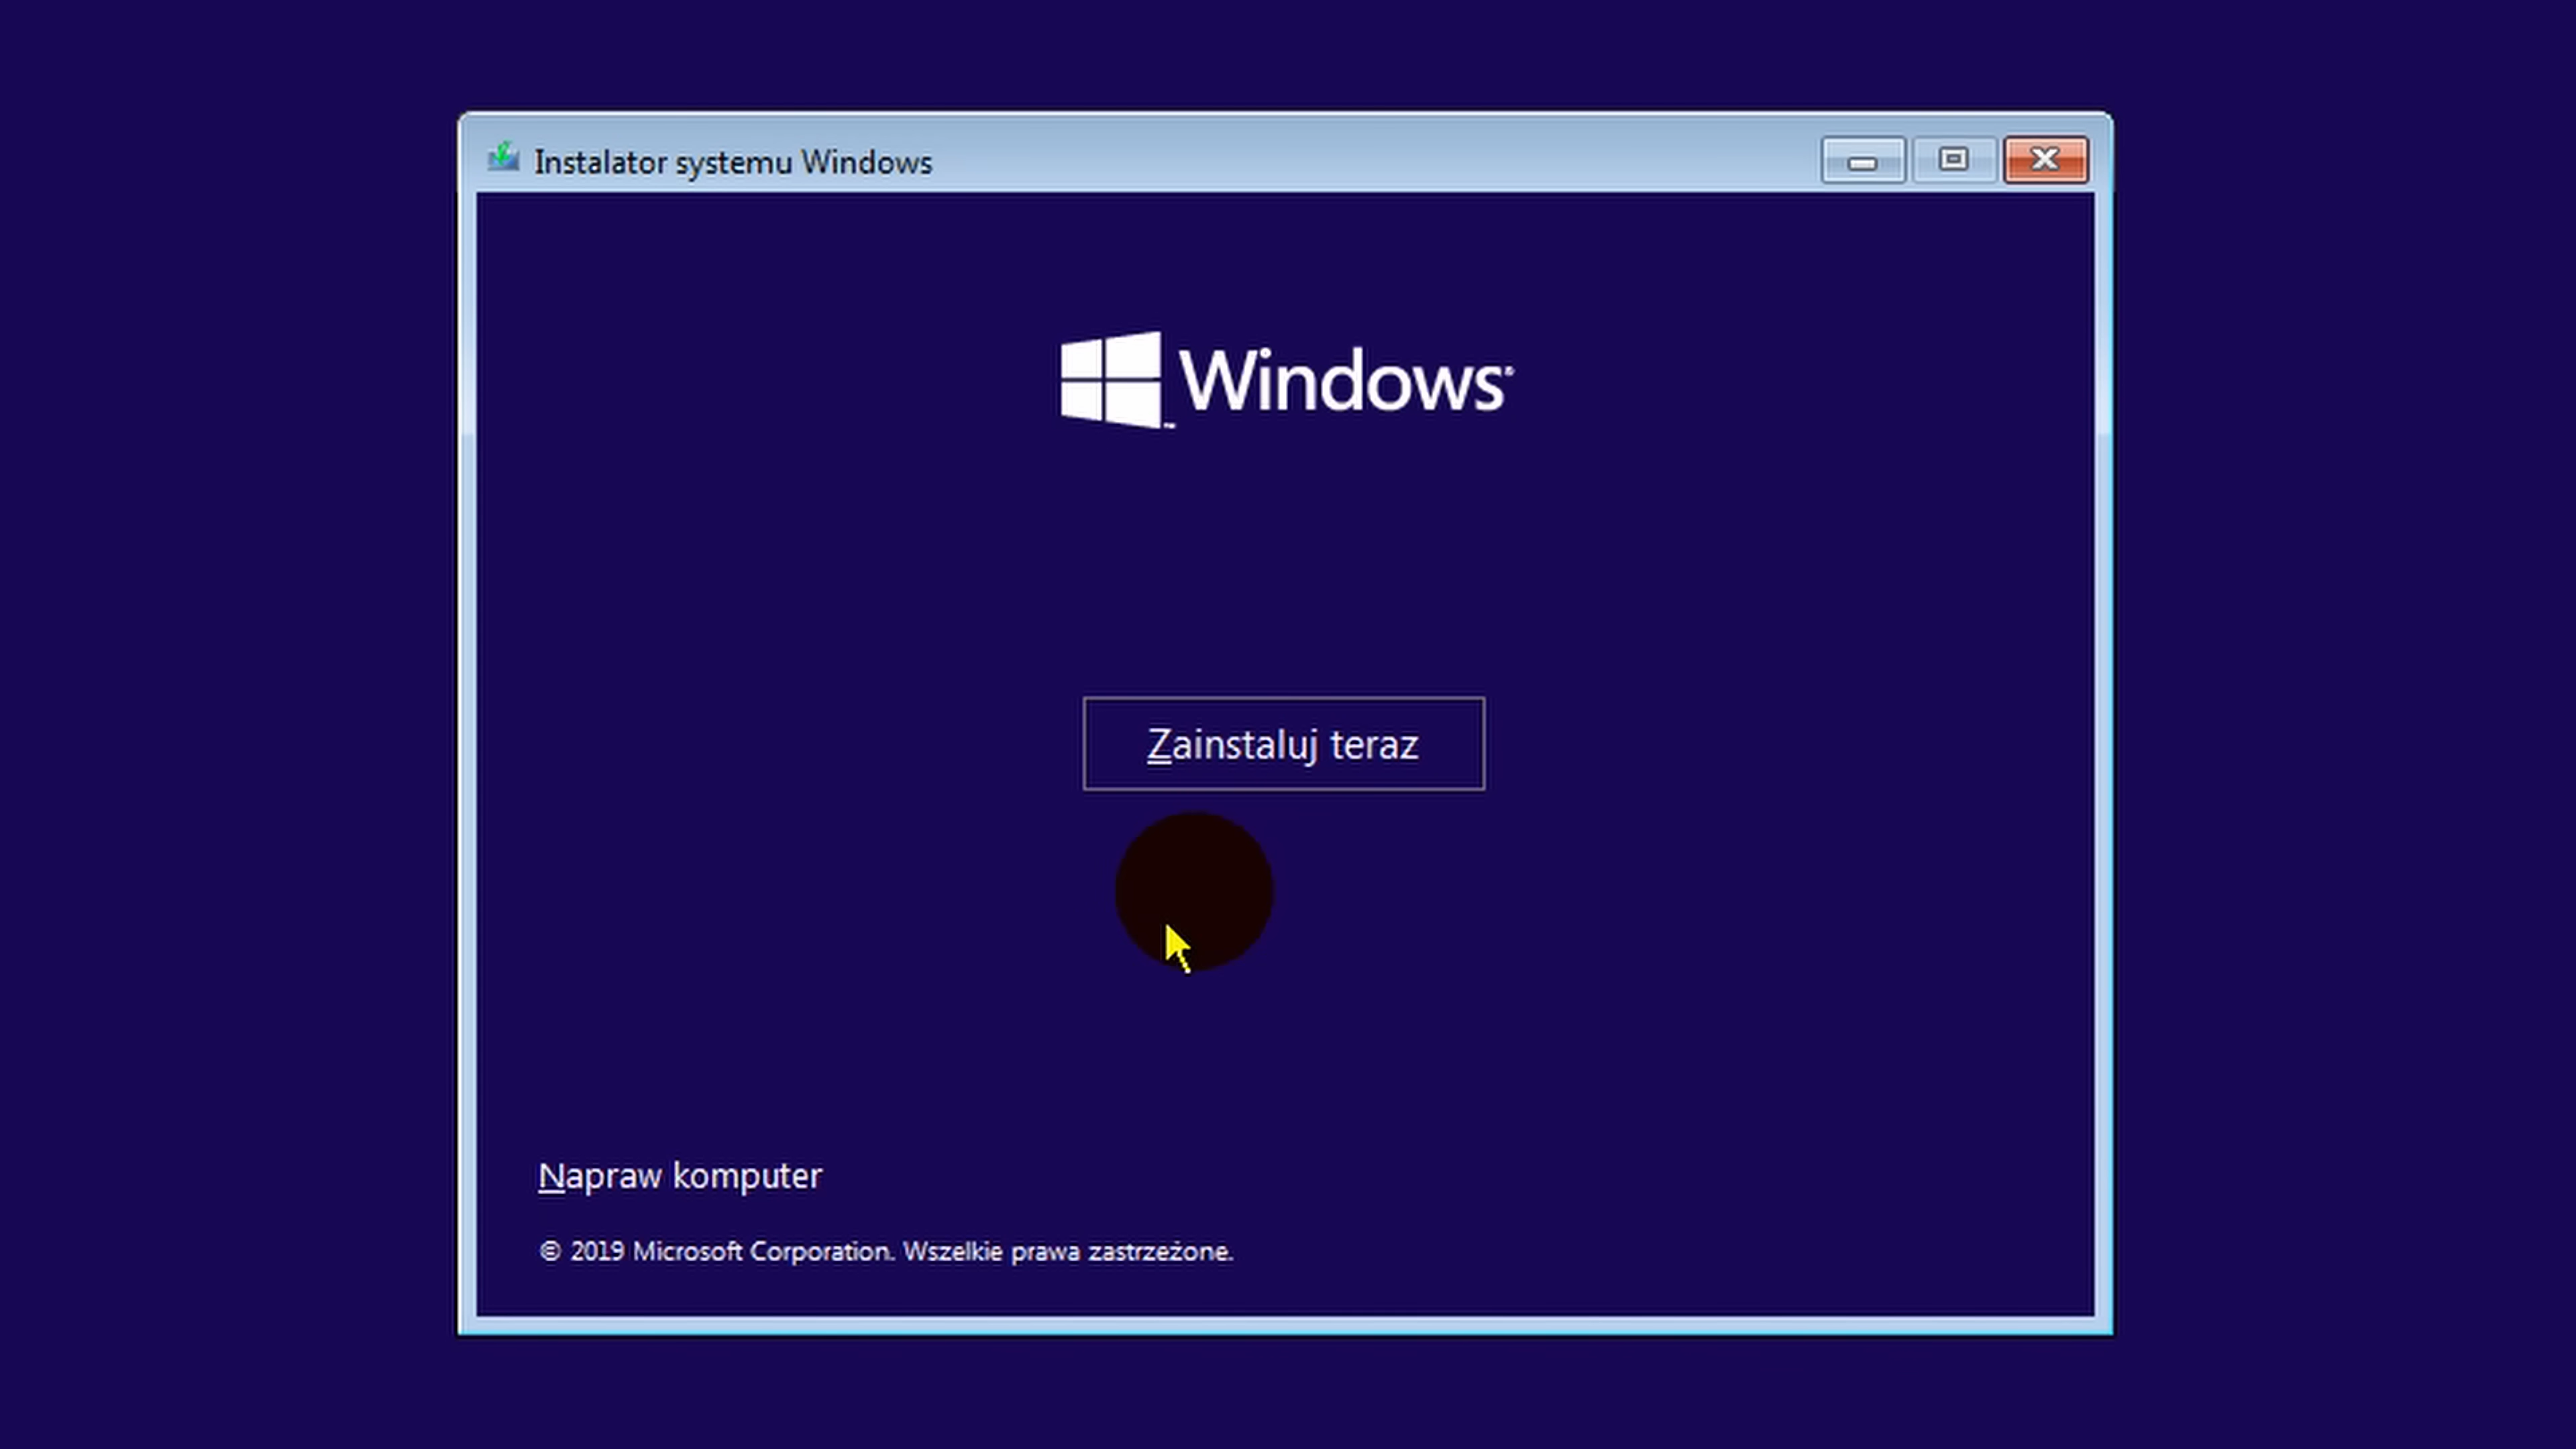 Instalator systemu Windows
Windows
Zainstaluj teraz
Napraw komputer
© 2019 Microsoft Corporation. Wszelkie prawa zastrzeżone.